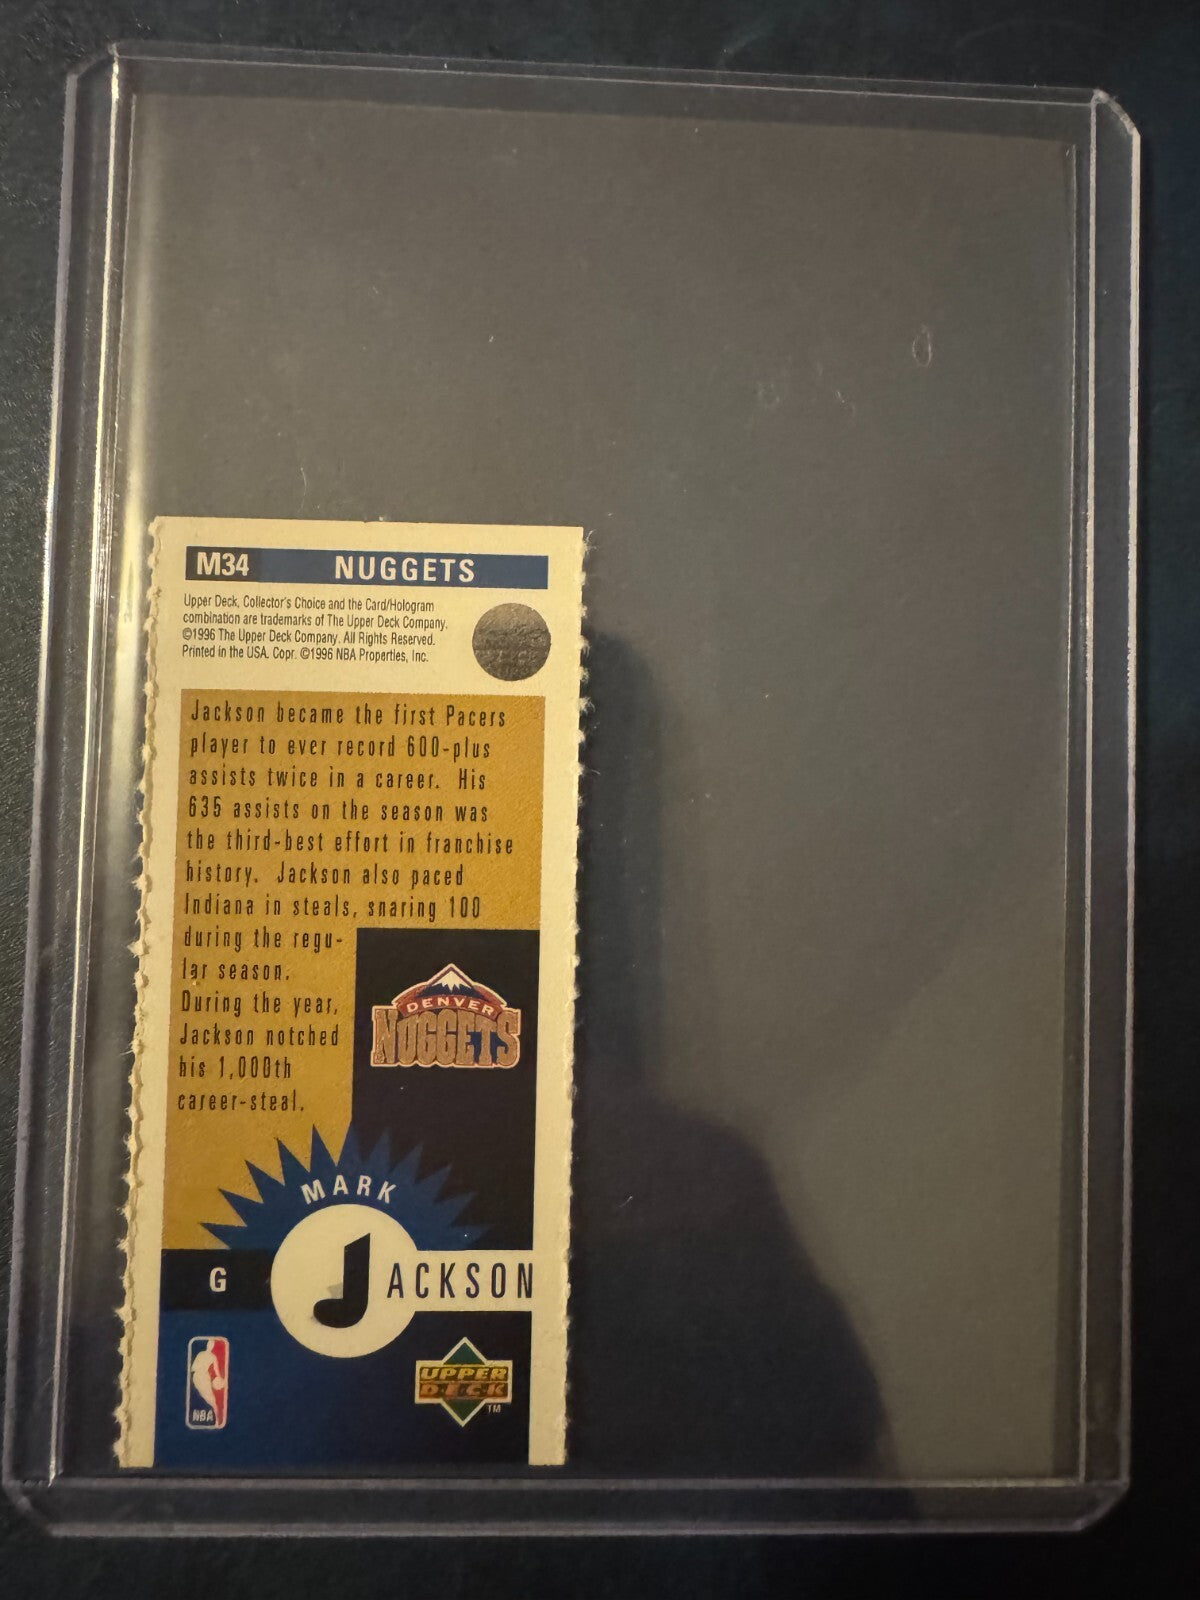 M34 NUGGETS
Upper Deck, Collector's Choice and the Card/Hologram
combination are trademarks of The Upper Deck Company.
©1996 The Upper Deck Company. All Rights Reserved.
Printed in the USA. Copr. ©1996 NBA Properties, Inc.
Jackson became the first Pacers
player to ever record 600-plus
assists twice in a career. His
635 assists on the season was
the third-best effort in franchise
history. Jackson also paced
Indiana in steals, snaring 100
during the regu-
lar season.
During the year,
Jackson notched
his 1,000th
career-steal.
DENVER
NUGGETS
MARK
G JACKSON
NBA
UPPER
DECK
TM